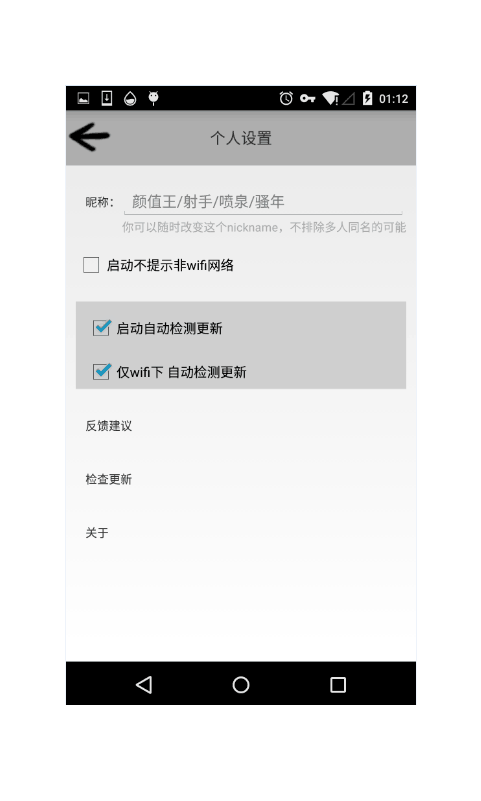 01:12
个人设置
昵称： 颜值王/射手/喷泉/骚年
你可以随时改变这个nickname，不排除多人同名的可能
启动不提示非wifi网络
启动自动检测更新
仅wifi下 自动检测更新
反馈建议
检查更新
关于